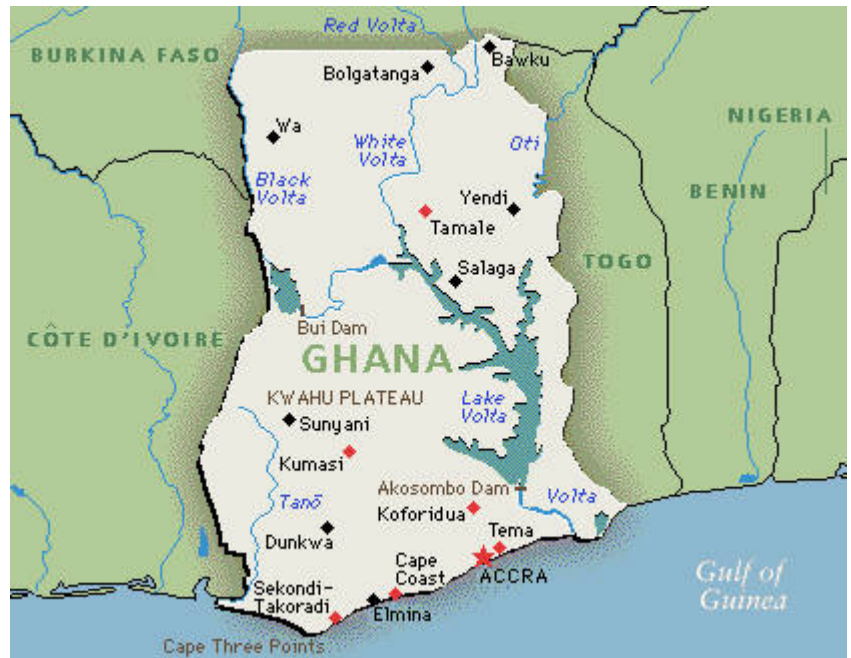 Red Volta
BURKINA FASO
Bawku
Bolgatanga
NIGERIA
Wa
White
Volta
Oti
Black
Volta
Yendi
BENIN
Tamale
TOGO
Salaga
Bui Dam
CÔTE D'IVOIRE
GHANA
KWAHU PLATEAU
Lake
Volta
Sunyani
Kumasi
Akosombo Dam
Volta
Tanō
Koforidua
Dunkwa
Tema
Cape
Coast
ACCRA
Gulf of
Guinea
Sekondi-
Takoradi
Elmina
Cape Three Points